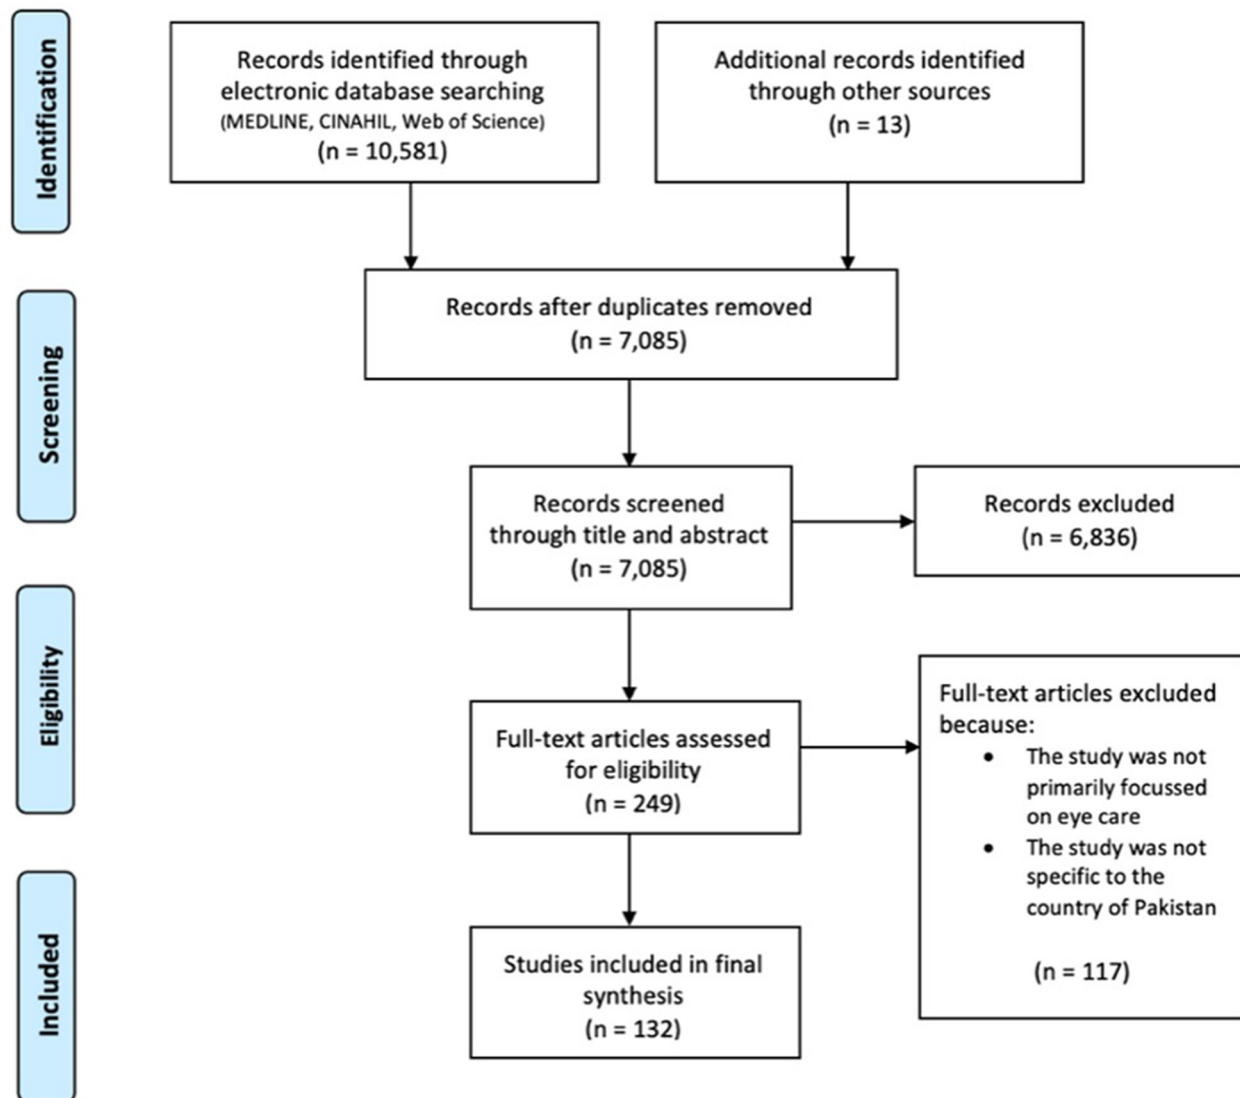 Identification
Records identified through
electronic database searching
(MEDLINE, CINAHIL, Web of Science)
(n = 10,581)
Additional records identified
through other sources
(n = 13)
Screening
Records after duplicates removed
(n = 7,085)
Records screened
through title and abstract
(n = 7,085)
Records excluded
(n = 6,836)
Eligibility
Full-text articles assessed
for eligibility
(n = 249)
Full-text articles excluded
because:
• The study was not
primarily focussed
on eye care
• The study was not
specific to the
country of Pakistan
(n = 117)
Included
Studies included in final
synthesis
(n = 132)